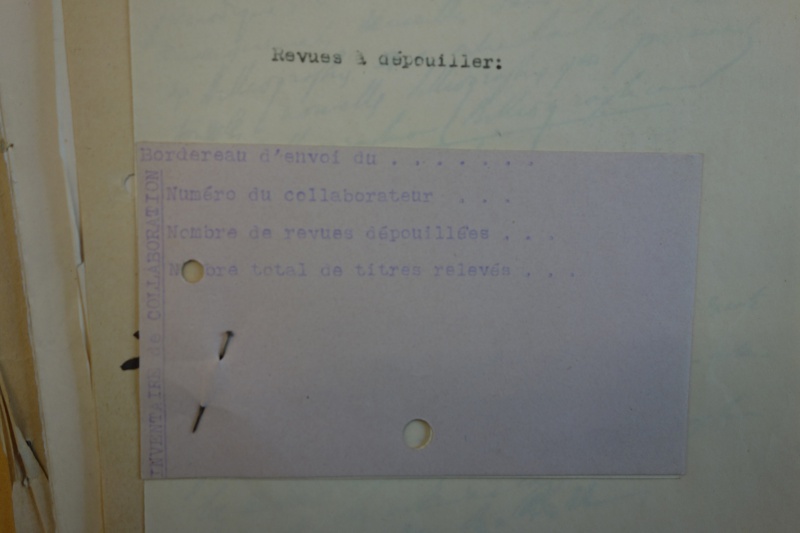 Revues à dépouiller:
Bordereau d'envoi du . . . . . . .
Numéro du collaborateur . . .
Nombre de revues dépouillées . . .
Nombre total de titres relevés . . .
INVENTAIRE de COLLABORATION